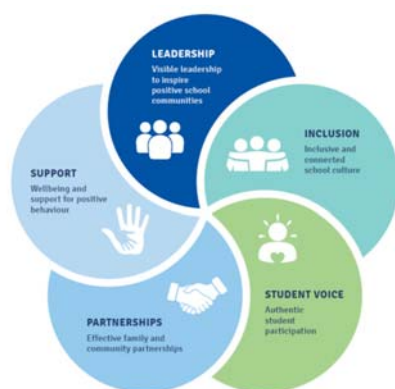 LEADERSHIP
Visible leadership
to inspire
positive school
communities
INCLUSION
Inclusive and
connected
school culture
STUDENT VOICE
Authentic
student
participation
PARTNERSHIPS
Effective family and
community partnerships
SUPPORT
Wellbeing and
support for positive
behaviour